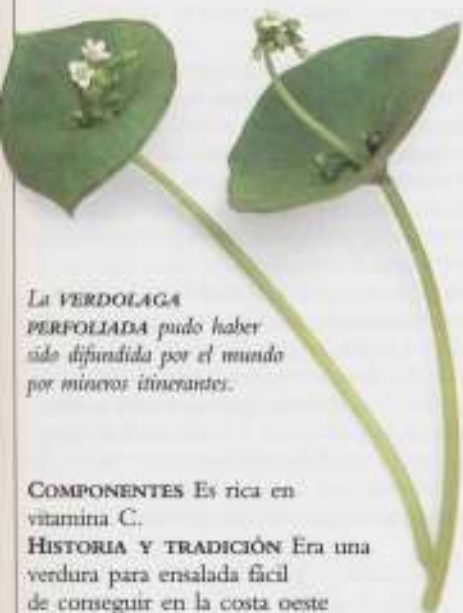 La VERDOLAGA
PERFOLIADA pudo haber
sido difundida por el mundo
por mineros itinerantes.
COMPONENTES Es rica en
vitamina C.
HISTORIA Y TRADICIÓN Era una
verdura para ensalada fácil
de conseguir en la costa oeste